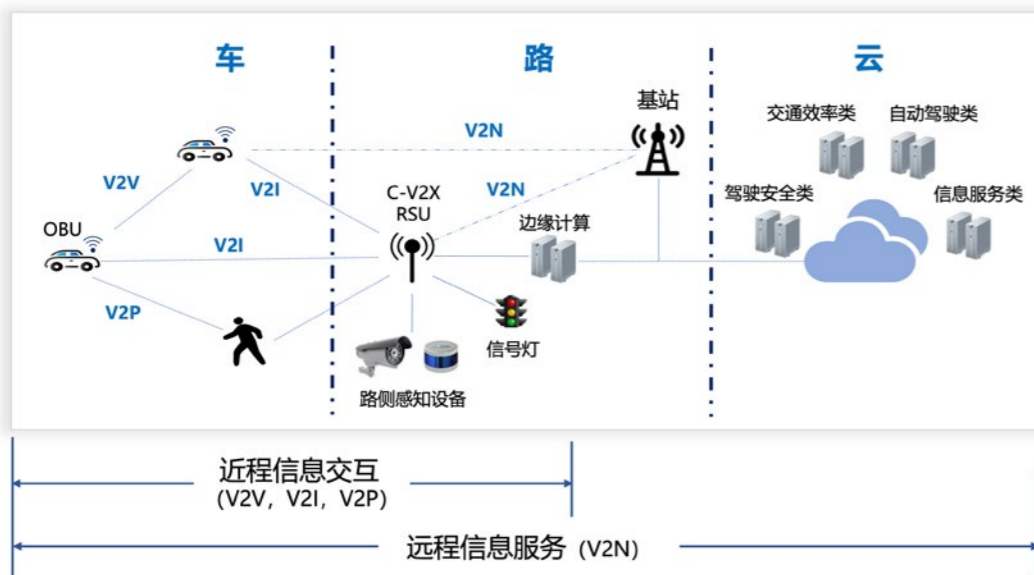 车
路
云
基站
交通效率类
自动驾驶类
V2N
V2V
V2I
V2N
C-V2X
RSU
驾驶安全类
信息服务类
OBU
边缘计算
V2I
V2P
信号灯
路侧感知设备
近程信息交互
(V2V，V2I，V2P)
远程信息服务 (V2N)